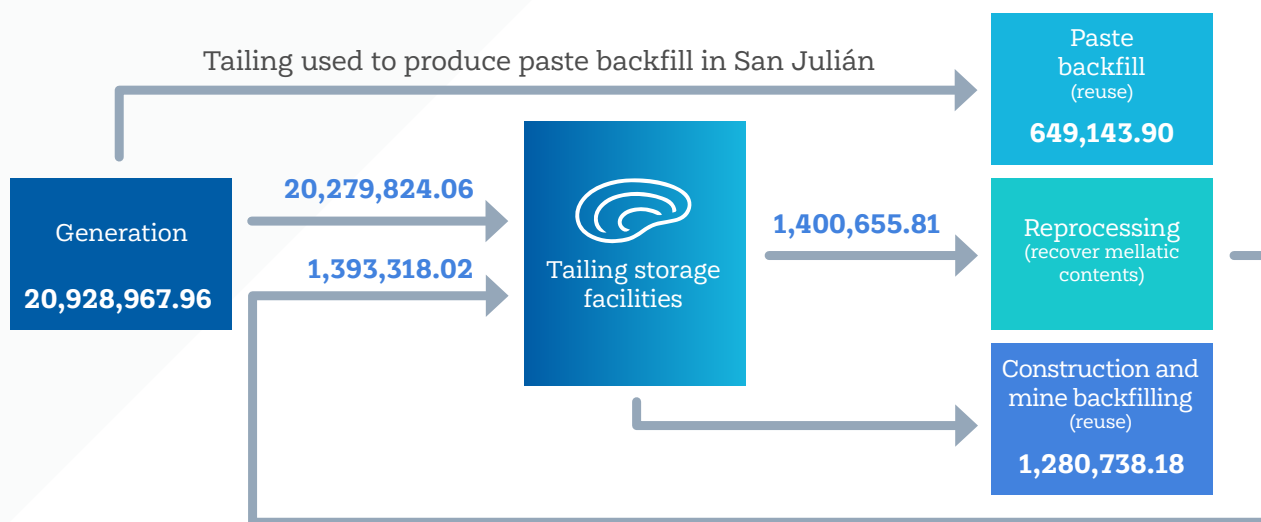 Tailing used to produce paste backfill in San Julián
Paste
backfill
(reuse)
649,143.90
Generation
20,928,967.96
20,279,824.06
1,393,318.02
Tailing storage
facilities
1,400,655.81
Reprocessing
(recover mellatic
contents)
Construction and
mine backfilling
(reuse)
1,280,738.18